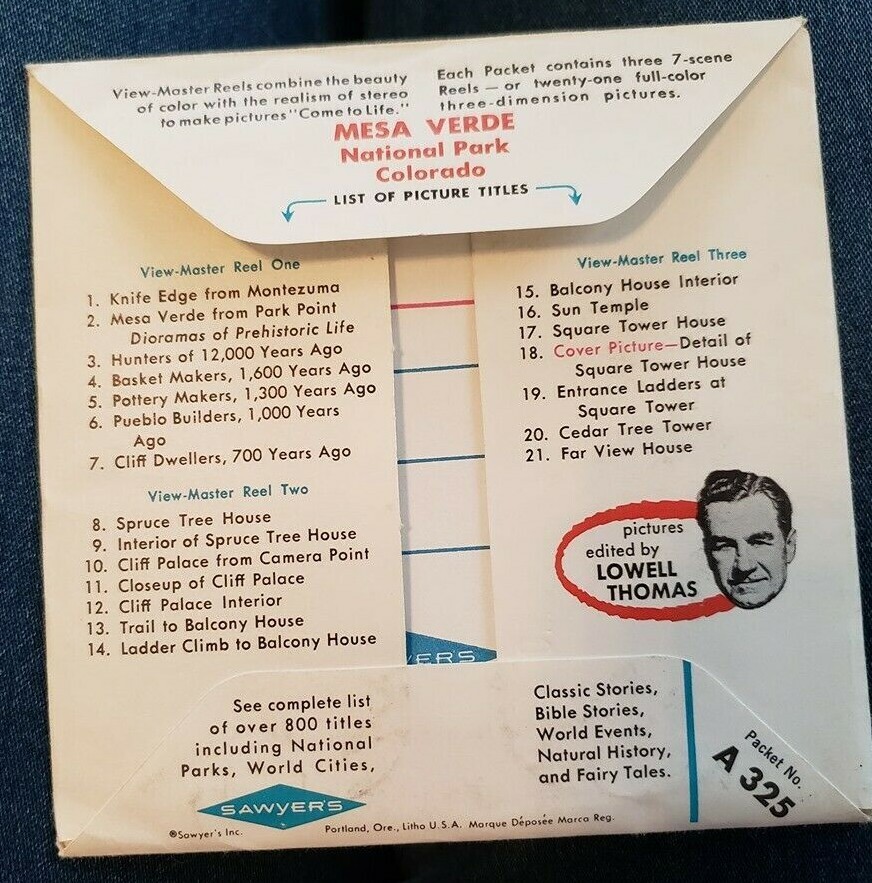 View-Master Reels combine the beauty
of color with the realism of stereo
to make pictures "Come to Life."
Each Packet contains three 7-scene
Reels — or twenty-one full-color
three-dimension pictures.
MESA VERDE
National Park
Colorado
LIST OF PICTURE TITLES
View-Master Reel One
1. Knife Edge from Montezuma
2. Mesa Verde from Park Point
Dioramas of Prehistoric Life
3. Hunters of 12,000 Years Ago
4. Basket Makers, 1,600 Years Ago
5. Pottery Makers, 1,300 Years Ago
6. Pueblo Builders, 1,000 Years
Ago
7. Cliff Dwellers, 700 Years Ago
View-Master Reel Two
8. Spruce Tree House
9. Interior of Spruce Tree House
10. Cliff Palace from Camera Point
11. Closeup of Cliff Palace
12. Cliff Palace Interior
13. Trail to Balcony House
14. Ladder Climb to Balcony House
View-Master Reel Three
15. Balcony House Interior
16. Sun Temple
17. Square Tower House
18. Cover Picture—Detail of
Square Tower House
19. Entrance Ladders at
Square Tower
20. Cedar Tree Tower
21. Far View House
pictures
edited by
LOWELL
THOMAS
YER'S
See complete list
of over 800 titles
including National
Parks, World Cities,
Classic Stories,
Bible Stories,
World Events,
Natural History,
and Fairy Tales.
Packet No.
A 325
SAWYER'S
®Sawyer's Inc.
Portland, Ore., Litho U.S.A. Marque Déposée Marca Reg.